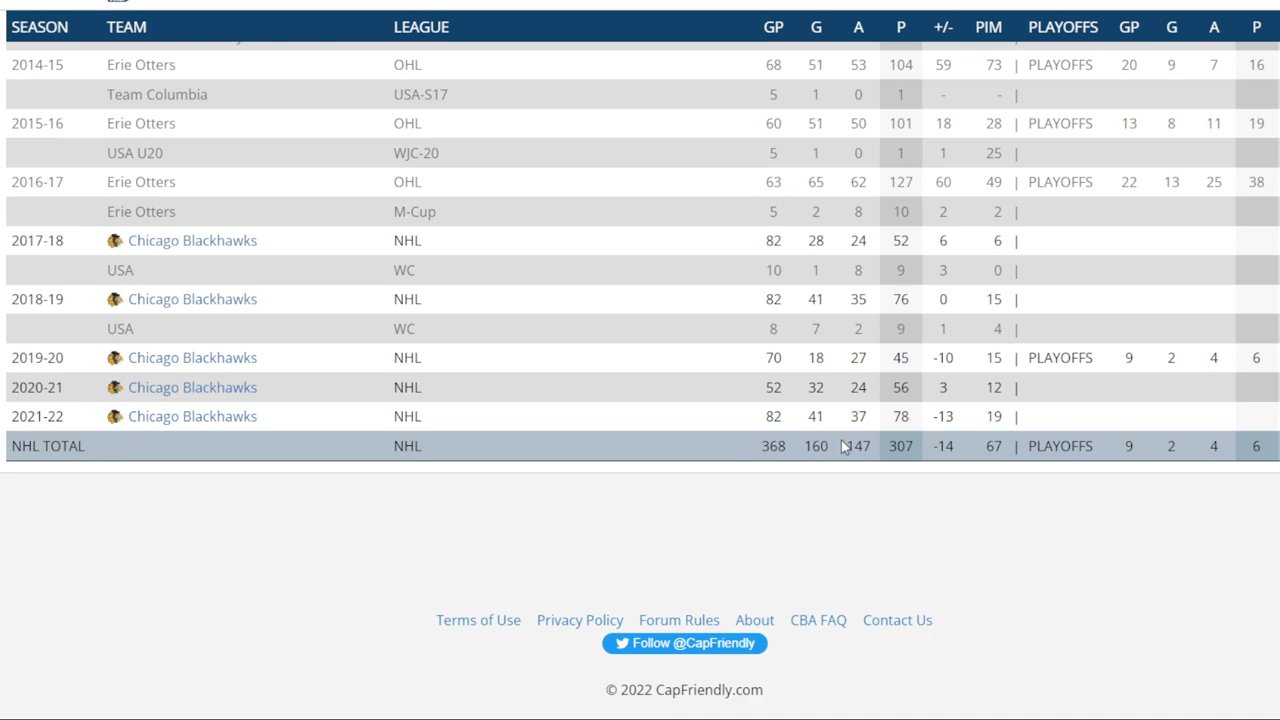 SEASON TEAM LEAGUE GP G A P +/- PIM PLAYOFFS GP G A P
2014-15 Erie Otters OHL 68 51 53 104 59 73 | PLAYOFFS 20 9 7 16
Team Columbia USA-S17 5 1 0 1 - - |
2015-16 Erie Otters OHL 60 51 50 101 18 28 | PLAYOFFS 13 8 11 19
USA U20 WJC-20 5 1 0 1 1 25 |
2016-17 Erie Otters OHL 63 65 62 127 60 49 | PLAYOFFS 22 13 25 38
Erie Otters M-Cup 5 2 8 10 2 2 |
2017-18 Chicago Blackhawks NHL 82 28 24 52 6 6 |
USA WC 10 1 8 9 3 0 |
2018-19 Chicago Blackhawks NHL 82 41 35 76 0 15 |
USA WC 8 7 2 9 1 4 |
2019-20 Chicago Blackhawks NHL 70 18 27 45 -10 15 | PLAYOFFS 9 2 4 6
2020-21 Chicago Blackhawks NHL 52 32 24 56 3 12 |
2021-22 Chicago Blackhawks NHL 82 41 37 78 -13 19 |
NHL TOTAL NHL 368 160 147 307 -14 67 | PLAYOFFS 9 2 4 6
Terms of Use Privacy Policy Forum Rules About CBA FAQ Contact Us
Follow @CapFriendly
© 2022 CapFriendly.com